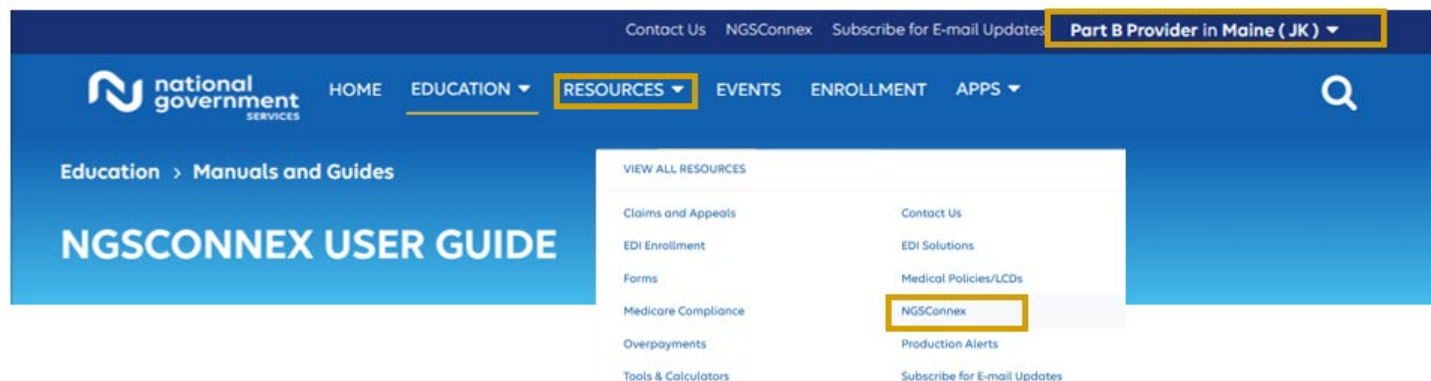 Contact Us NGSConnex Subscribe for E-mail Updates Part B Provider in Maine ( JK )
national
government
SERVICES
HOME EDUCATION RESOURCES EVENTS ENROLLMENT APPS
Education > Manuals and Guides
NGSCONNEX USER GUIDE
VIEW ALL RESOURCES
Claims and Appeals Contact Us
EDI Enrollment EDI Solutions
Forms Medical Policies/LCDs
Medicare Compliance NGSConnex
Overpayments Production Alerts
Tools & Calculators Subscribe for E-mail Updates